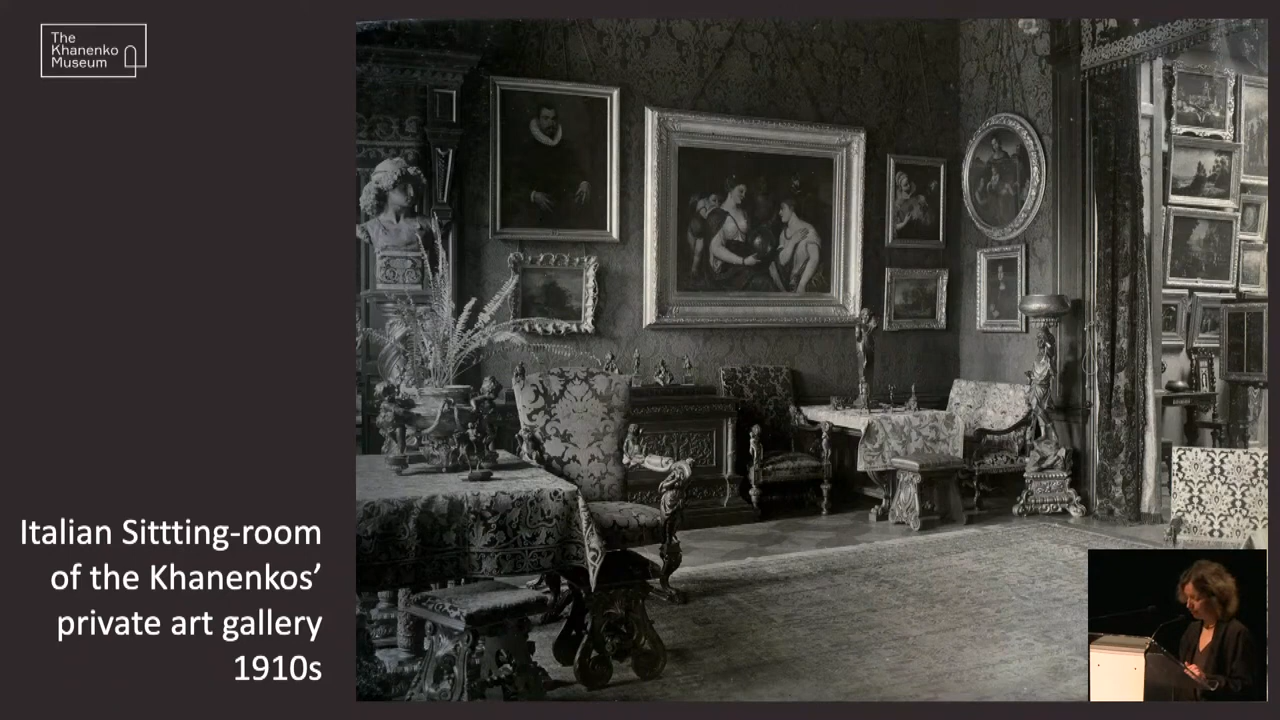 The
Khanenko
Museum
Italian Sittting-room
of the Khanenkos’
private art gallery
1910s